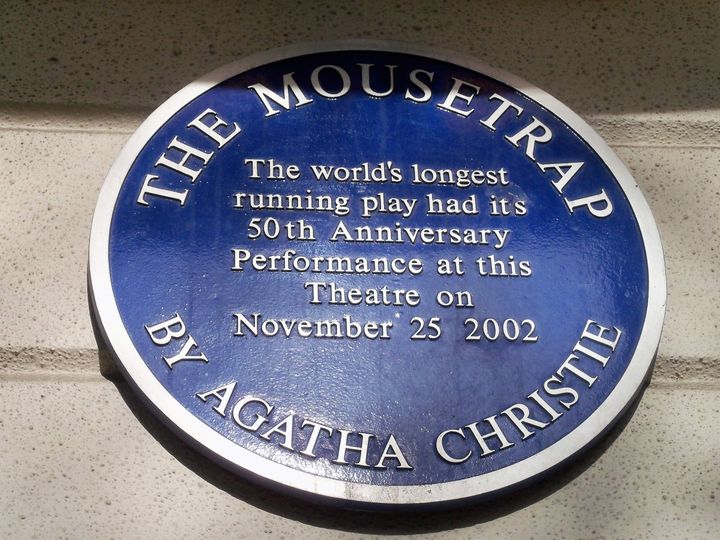 THE MOUSETRAP
The world's longest
running play had it's
50th Anniversary
Performance at this
Theatre on
November 25 2002
BY AGATHA CHRISTIE